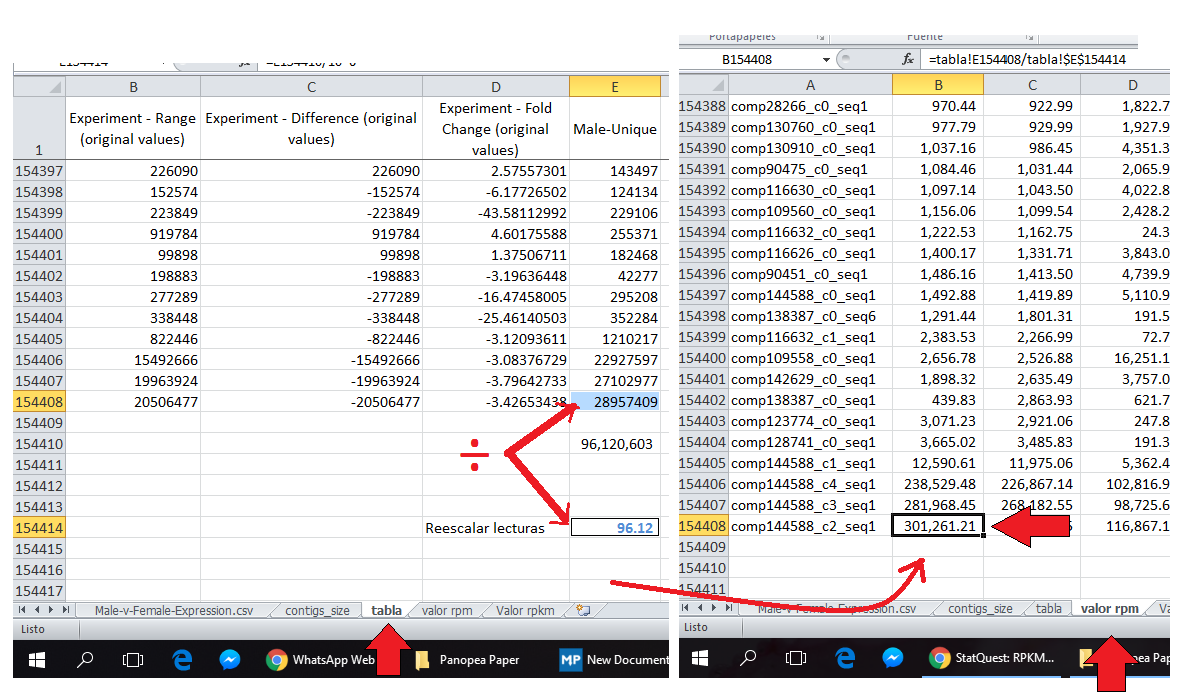 Portapapeles Fuente
E154414 fx =E154410/10^6
B C D E
1 Experiment - Range (original values) Experiment - Difference (original values) Experiment - Fold Change (original values) Male-Unique
154397 226090 226090 2.57557301 143497
154398 152574 -152574 -6.17726502 124134
154399 223849 -223849 -43.58112992 229106
154400 919784 919784 4.60175588 255371
154401 99898 99898 1.37506711 182468
154402 198883 -198883 -3.19636448 42277
154403 277289 -277289 -16.47458005 295208
154404 338448 -338448 -25.46140503 352284
154405 822446 -822446 -3.12093611 1210217
154406 15492666 -15492666 -3.08376729 22927597
154407 19963924 -19963924 -3.79642733 27102977
154408 20506477 -20506477 -3.42653438 28957409
154409
154410 96,120,603
154411
154412
154413
154414 Reescalar lecturas 96.12
154415
154416
154417
÷
Male-v-Female-Expression.csv contigs_size tabla valor rpm Valor rpkm
Listo
WhatsApp Web Panopea Paper MP New Document
B154408 fx =tabla!E154408/tabla!$E$154414
A B C D
154388 comp28266_c0_seq1 970.44 922.99 1,822.7
154389 comp130760_c0_seq1 977.79 929.99 1,927.9
154390 comp130910_c0_seq1 1,037.16 986.45 4,351.3
154391 comp90475_c0_seq1 1,084.46 1,031.44 2,065.9
154392 comp116630_c0_seq1 1,097.14 1,043.50 4,022.8
154393 comp109560_c0_seq1 1,156.06 1,099.54 2,428.2
154394 comp116632_c0_seq1 1,222.53 1,162.75 24.3
154395 comp116626_c0_seq1 1,400.17 1,331.71 3,843.0
154396 comp90451_c0_seq1 1,486.16 1,413.50 4,739.9
154397 comp144588_c0_seq1 1,492.88 1,419.89 5,110.9
154398 comp138387_c0_seq6 1,291.44 1,801.31 191.5
154399 comp116632_c1_seq1 2,383.53 2,266.99 72.7
154400 comp109558_c0_seq1 2,656.78 2,526.88 16,251.1
154401 comp142629_c0_seq1 1,898.32 2,635.49 3,757.0
154402 comp138387_c0_seq1 439.83 2,863.93 621.7
154403 comp123774_c0_seq1 3,071.23 2,921.06 247.8
154404 comp128741_c0_seq1 3,665.02 3,485.83 191.3
154405 comp144588_c1_seq1 12,590.61 11,975.06 5,362.4
154406 comp144588_c4_seq1 238,529.48 226,867.14 102,816.9
154407 comp144588_c3_seq1 281,968.45 268,182.55 98,725.6
154408 comp144588_c2_seq1 301,261.21 116,867.1
154409
154410
154411
Male-v-Female-Expression.csv contigs_size tabla valor rpm Va
Listo
StatQuest: RPKM... pea Pap